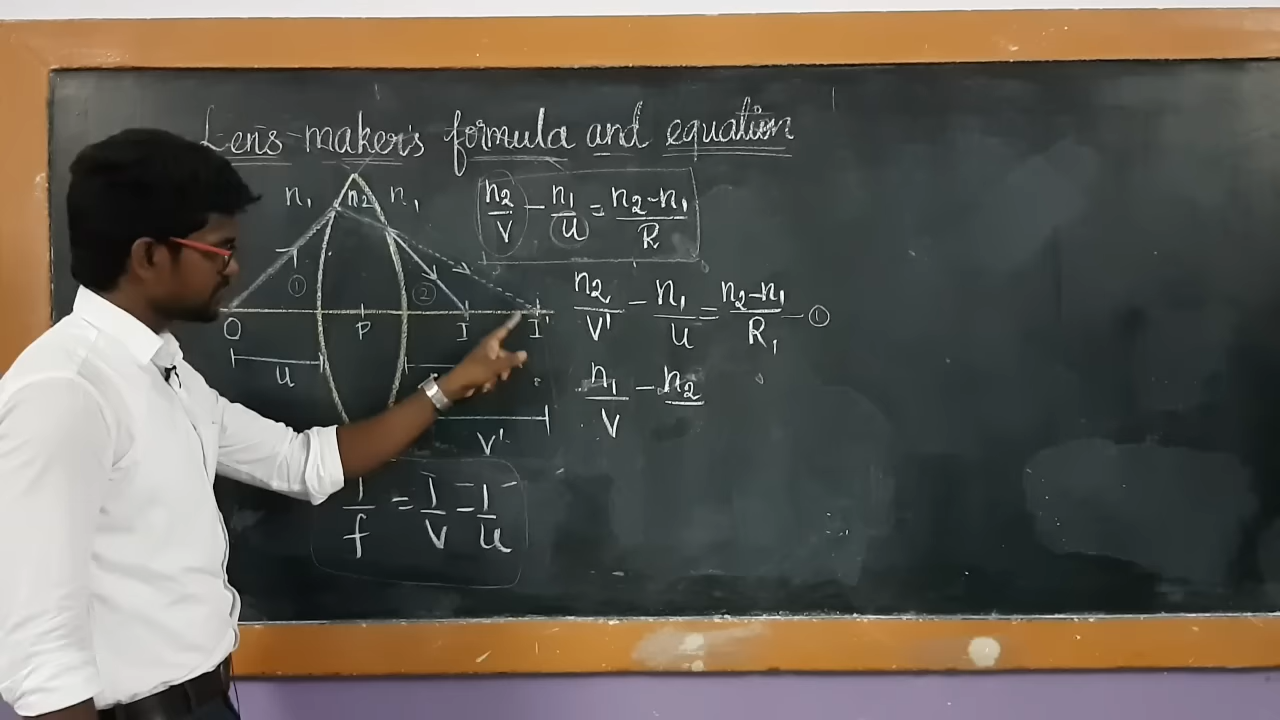 Lens-maker's formula and equation
n₁ n₂ n₁
n₂/v - n₁/u = n₂-n₁/R
① ②
O P I I'
n₂/v' - n₁/u = n₂-n₁/R₁ - ①
u
n₁/v - n₂
v'
1/f = 1/v - 1/u